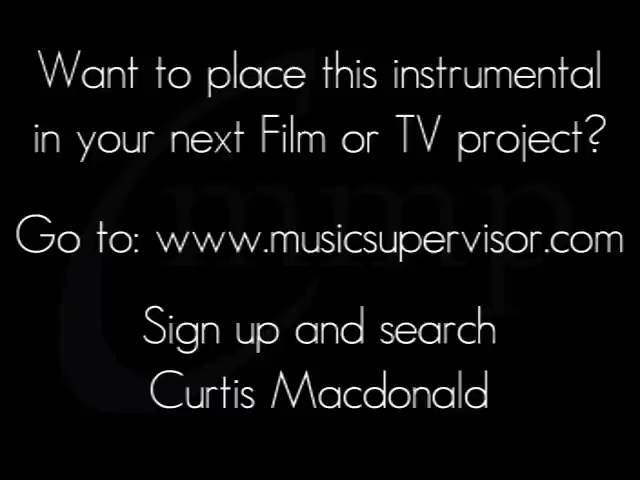 Want to place this instrumental
in your next Film or TV project?
Go to: www.musicsupervisor.com
Sign up and search
Curtis Macdonald
mmp